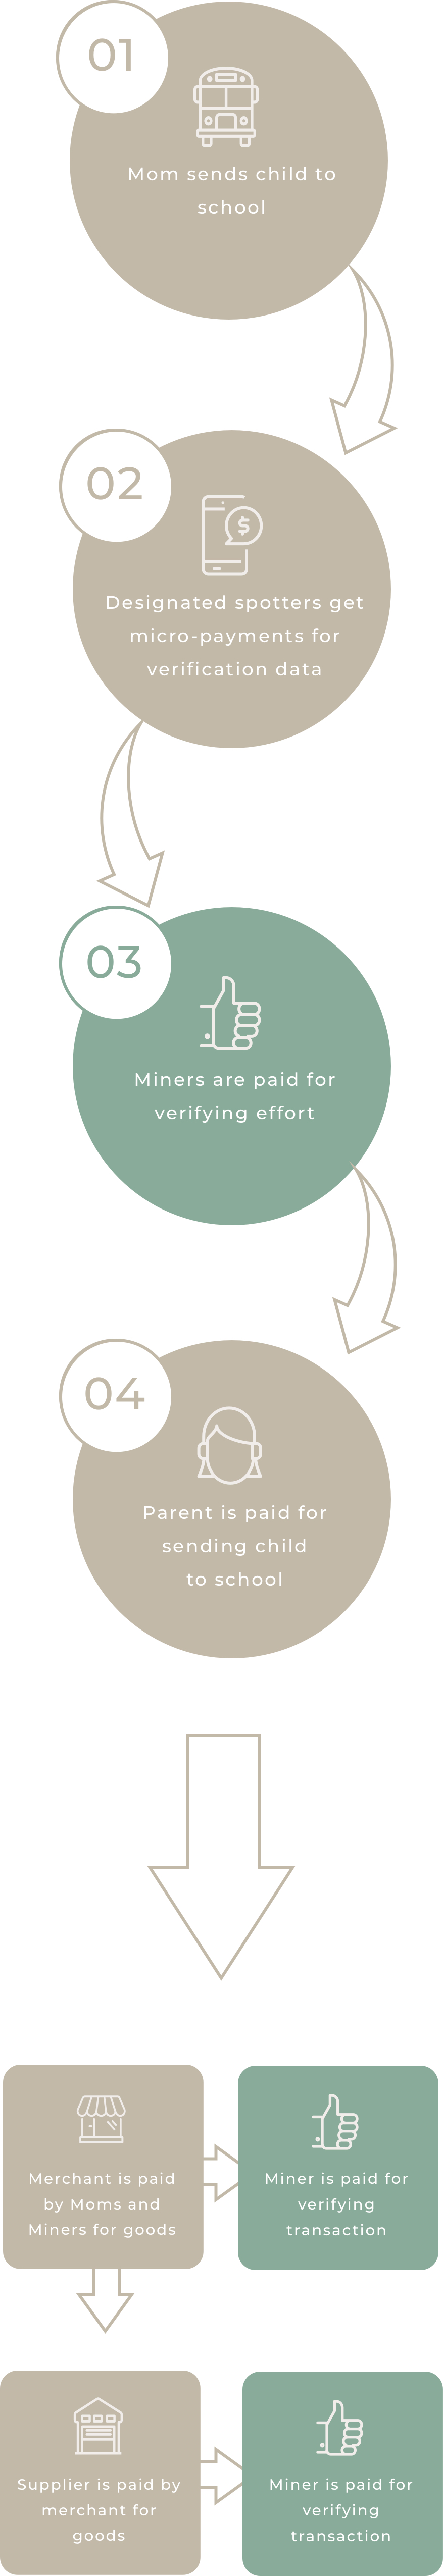 01
Mom sends child to
school
02
$
Designated spotters get
micro-payments for
verification data
03
Miners are paid for
verifying effort
04
Parent is paid for
sending child
to school
Merchant is paid
by Moms and
Miners for goods
Miner is paid for
verifying
transaction
Supplier is paid by
merchant for
goods
Miner is paid for
verifying
transaction